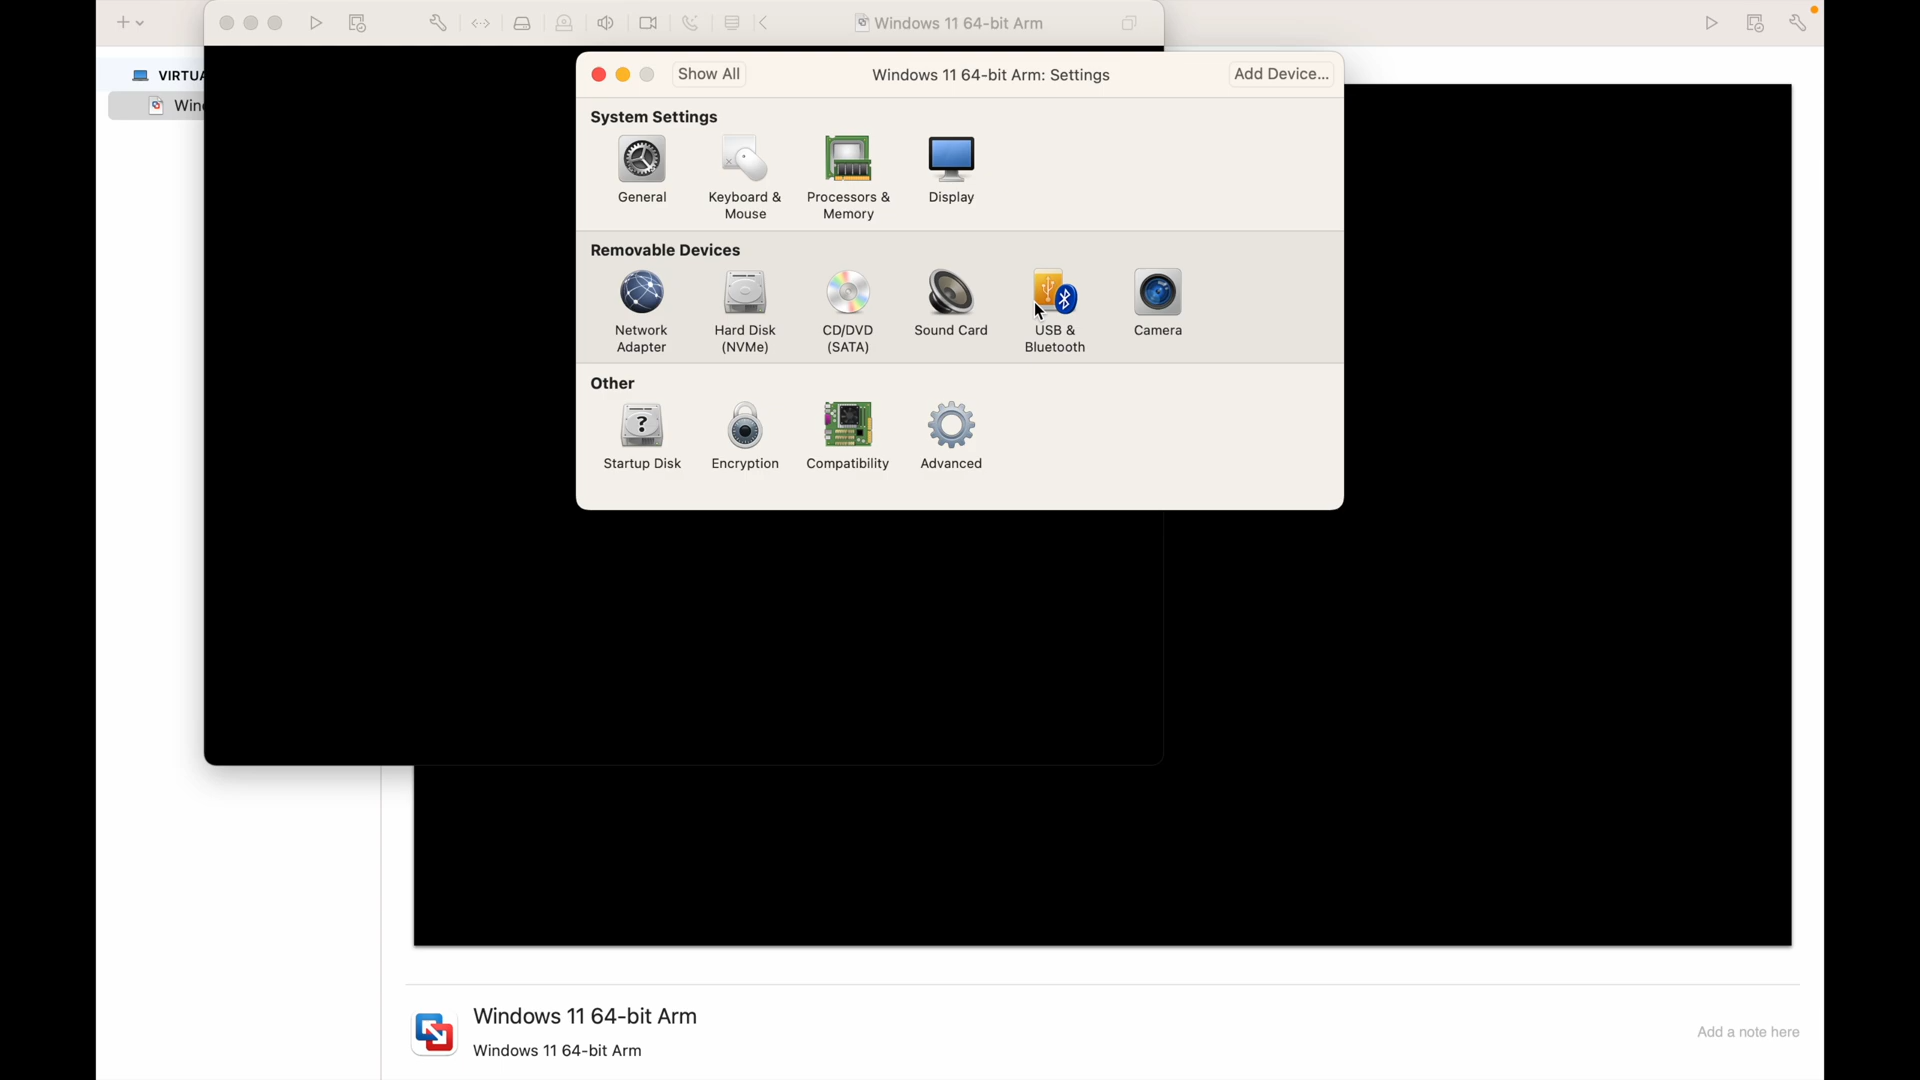 Windows 11 64-bit Arm
VIRTUA
Wind
Show All
Windows 11 64-bit Arm: Settings
Add Device...
System Settings
General
Keyboard &
Mouse
Processors &
Memory
Display
Removable Devices
Network
Adapter
Hard Disk
(NVMe)
CD/DVD
(SATA)
Sound Card
USB &
Bluetooth
Camera
Other
Startup Disk
Encryption
Compatibility
Advanced
Windows 11 64-bit Arm
Windows 11 64-bit Arm
Add a note here